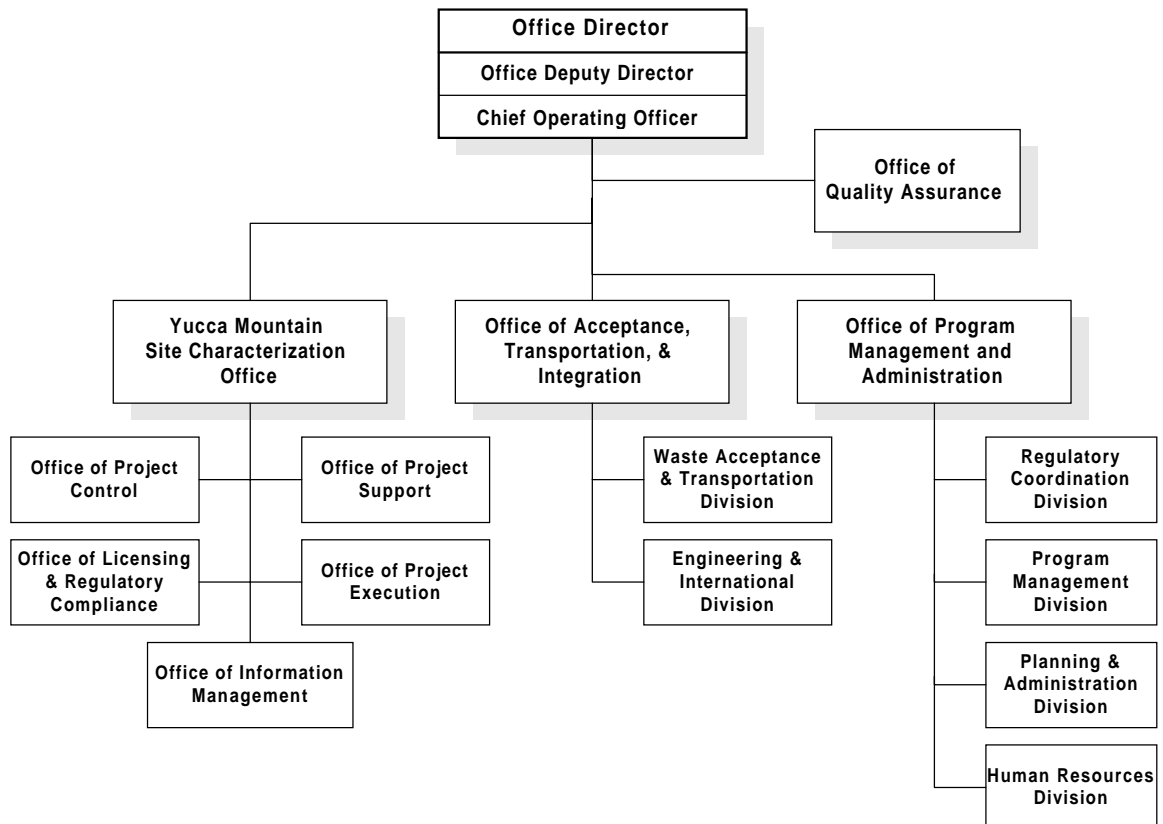 Office Director
Office Deputy Director
Chief Operating Officer
Office of
Quality Assurance
Yucca Mountain
Site Characterization
Office
Office of Acceptance,
Transportation, &
Integration
Office of Program
Management and
Administration
Office of Project
Control
Office of Project
Support
Office of Licensing
& Regulatory
Compliance
Office of Project
Execution
Office of Information
Management
Waste Acceptance
& Transportation
Division
Engineering &
International
Division
Regulatory
Coordination
Division
Program
Management
Division
Planning &
Administration
Division
Human Resources
Division